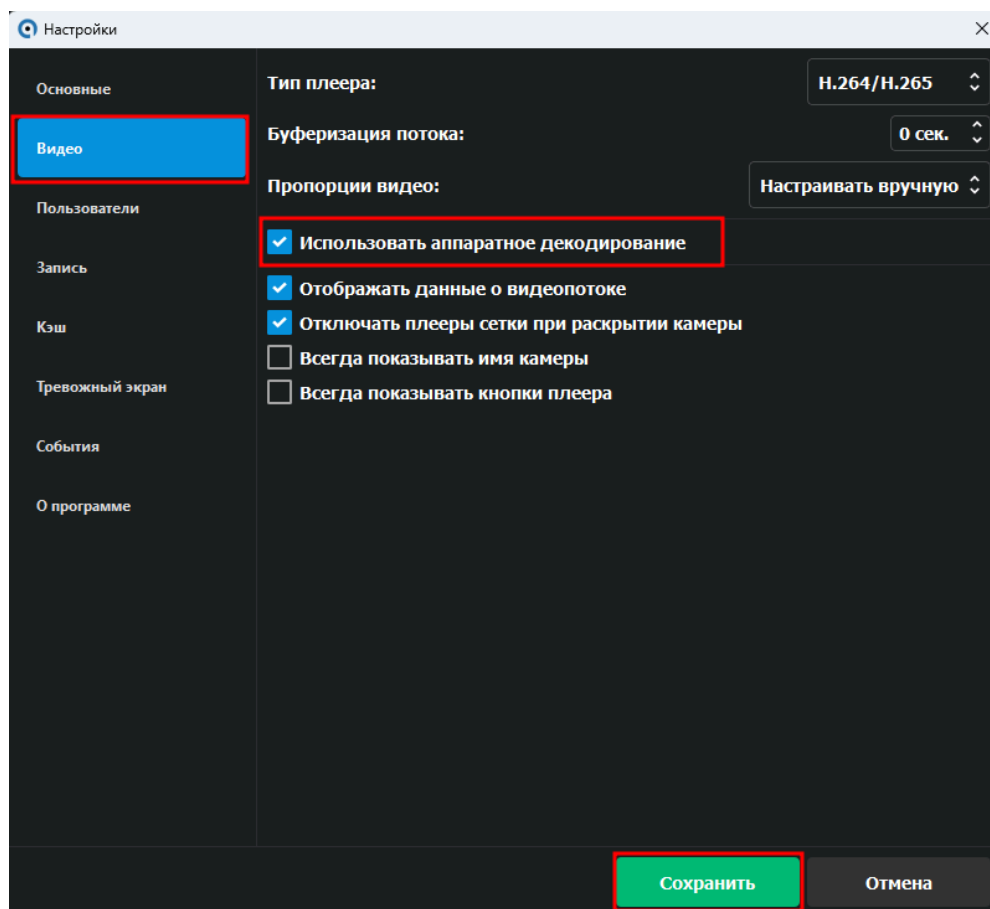 Настройки
Основные
Видео
Пользователи
Запись
Кэш
Тревожный экран
События
О программе
Тип плеера: H.264/H.265
Буферизация потока: 0 сек.
Пропорции видео: Настраивать вручную
Использовать аппаратное декодирование
Отображать данные о видеопотоке
Отключать плееры сетки при раскрытии камеры
Всегда показывать имя камеры
Всегда показывать кнопки плеера
Сохранить Отмена